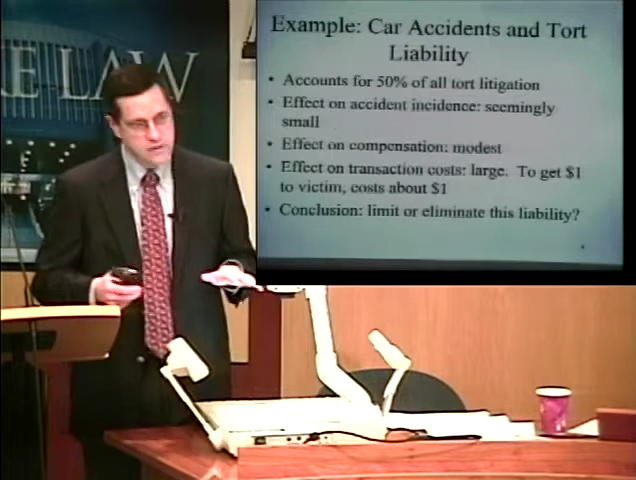 KE LAW
Example: Car Accidents and Tort
Liability
• Accounts for 50% of all tort litigation
• Effect on accident incidence: seemingly
small
• Effect on compensation: modest
• Effect on transaction costs: large. To get $1
to victim, costs about $1
• Conclusion: limit or eliminate this liability?